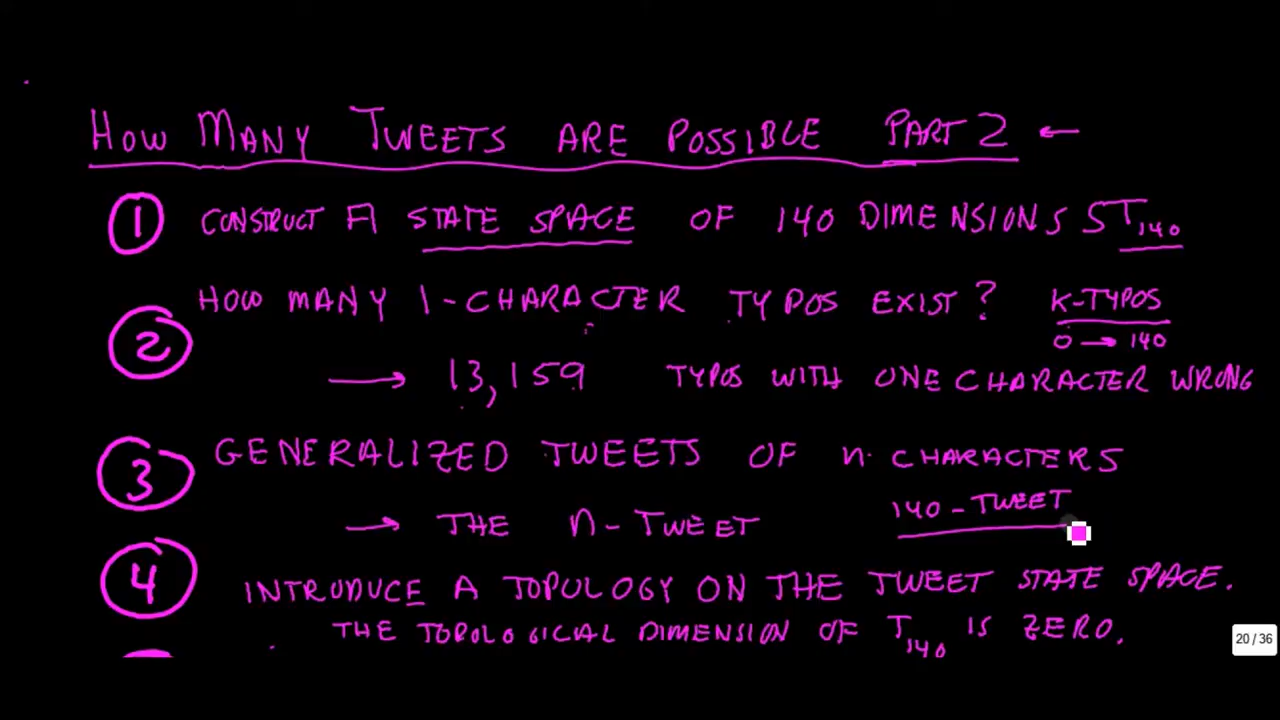 HOW MANY TWEETS ARE POSSIBLE PART 2 ←
1 CONSTRUCT A STATE SPACE OF 140 DIMENSIONS ST140
HOW MANY 1-CHARACTER TYPOS EXIST? K-TYPOS
2
0 → 140
→ 13,159 TYPOS WITH ONE CHARACTER WRONG
3 GENERALIZED TWEETS OF n CHARACTERS
→ THE n-TWEET 140-TWEET
4 INTRODUCE A TOPOLOGY ON THE TWEET STATE SPACE.
THE TOPOLOGICIAL DIMENSION OF T140 IS ZERO.
20 / 36